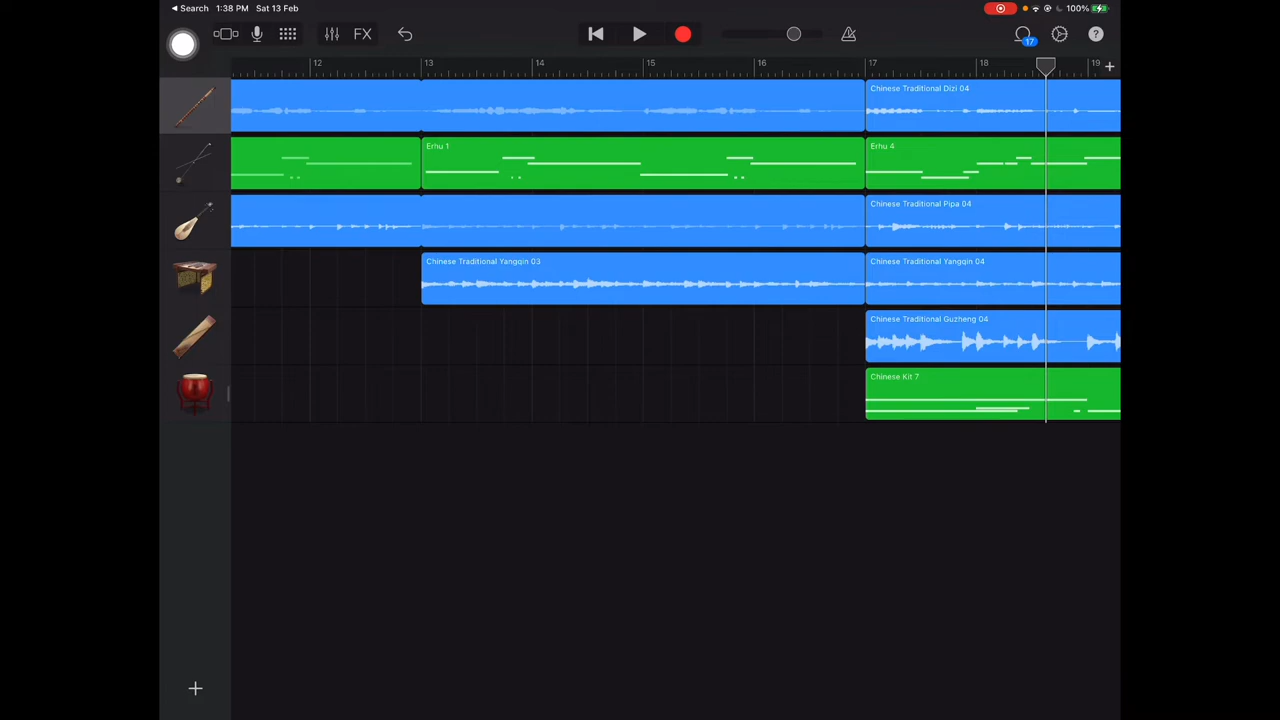 Search 1:38 PM Sat 13 Feb 100%
FX 17 ?
12 13 14 15 16 17 18 19
Chinese Traditional Dizi 04
Erhu 1 Erhu 4
Chinese Traditional Pipa 04
Chinese Traditional Yangqin 03 Chinese Traditional Yangqin 04
Chinese Traditional Guzheng 04
Chinese Kit 7